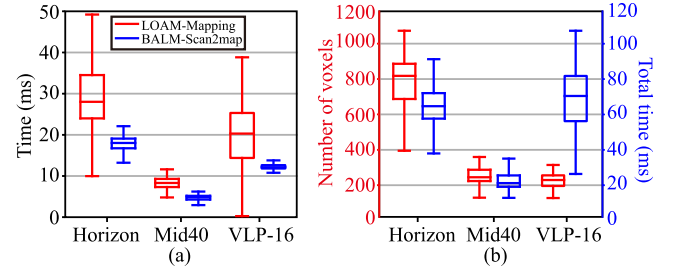 LOAM-Mapping
BALM-Scan2map
50
40
30
20
10
0
Time (ms)
Horizon Mid40 VLP-16
(a)
1200
1000
800
600
400
200
0
Number of voxels
120
100
80
60
40
20
0
Total time (ms)
Horizon Mid40 VLP-16
(b)